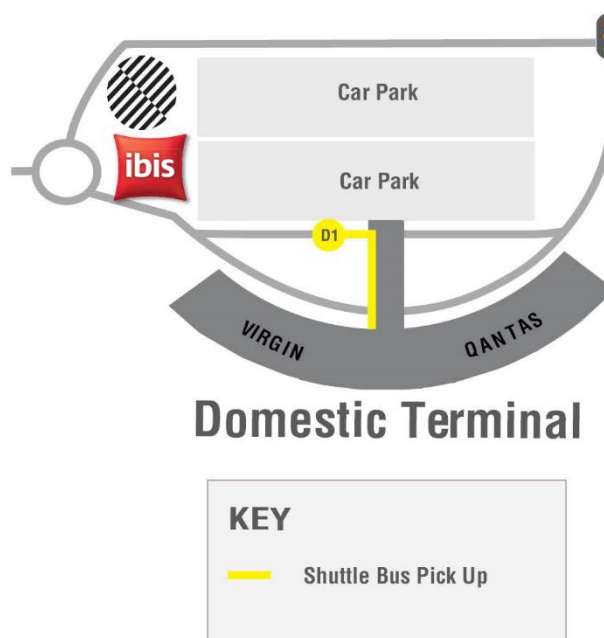 Car Park
ibis
Car Park
D1
VIRGIN
QANTAS
Domestic Terminal
KEY
Shuttle Bus Pick Up